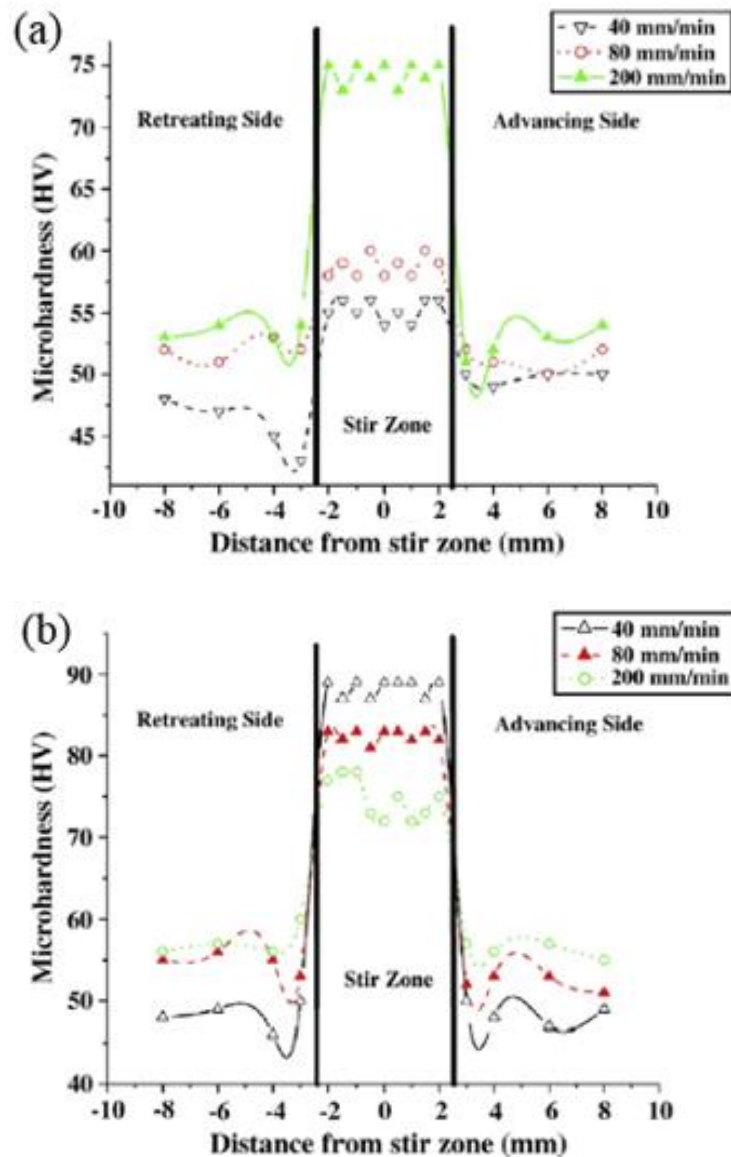 (a)
40 mm/min
80 mm/min
200 mm/min
75
70
65
60
55
50
45
Microhardness (HV)
Retreating Side
Advancing Side
Stir Zone
-10 -8 -6 -4 -2 0 2 4 6 8 10
Distance from stir zone (mm)
(b)
40 mm/min
80 mm/min
200 mm/min
90
80
70
60
50
40
Microhardness (HV)
Retreating Side
Advancing Side
Stir Zone
-10 -8 -6 -4 -2 0 2 4 6 8 10
Distance from stir zone (mm)